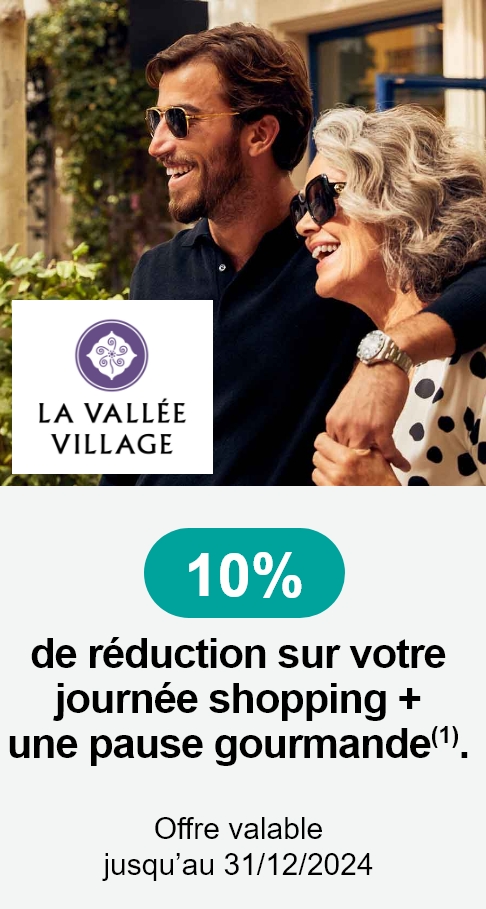 LA VALLÉE
VILLAGE
10%
de réduction sur votre
journée shopping +
une pause gourmande(1).
Offre valable
jusqu’au 31/12/2024